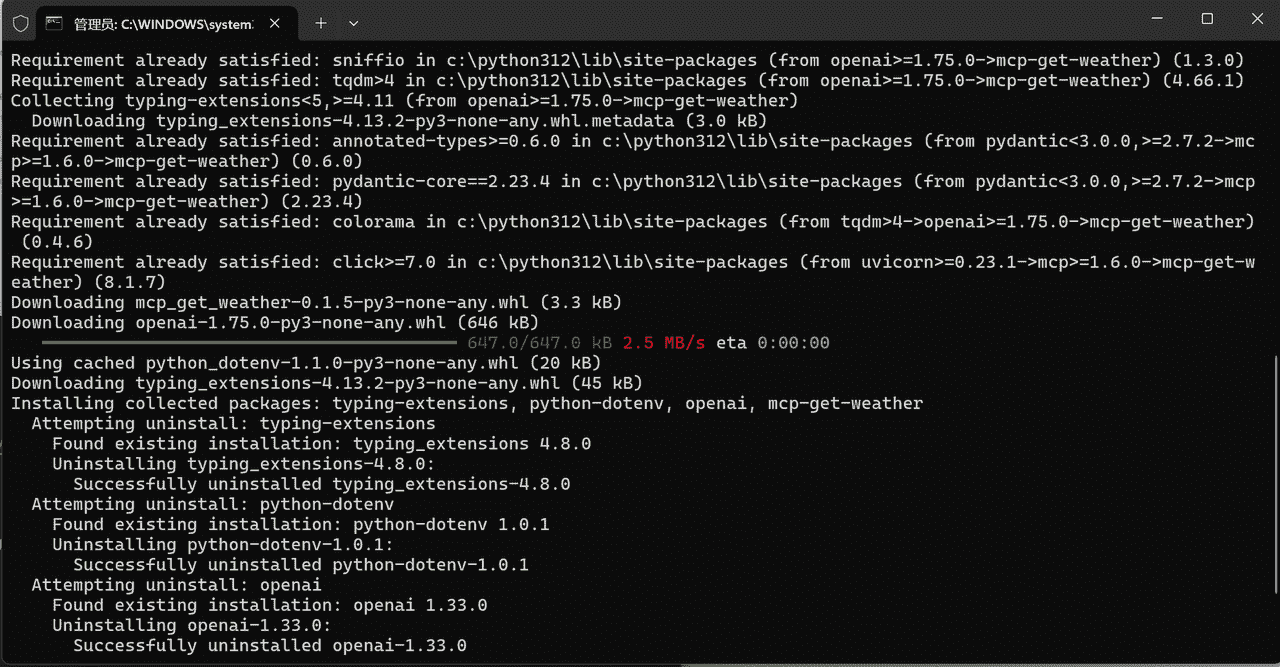 管理员: C:\WINDOWS\system
Requirement already satisfied: sniffio in c:\python312\lib\site-packages (from openai>=1.75.0->mcp-get-weather) (1.3.0)
Requirement already satisfied: tqdm>4 in c:\python312\lib\site-packages (from openai>=1.75.0->mcp-get-weather) (4.66.1)
Collecting typing-extensions<5,>=4.11 (from openai>=1.75.0->mcp-get-weather)
  Downloading typing_extensions-4.13.2-py3-none-any.whl.metadata (3.0 kB)
Requirement already satisfied: annotated-types>=0.6.0 in c:\python312\lib\site-packages (from pydantic<3.0.0,>=2.7.2->mc
p>=1.6.0->mcp-get-weather) (0.6.0)
Requirement already satisfied: pydantic-core==2.23.4 in c:\python312\lib\site-packages (from pydantic<3.0.0,>=2.7.2->mcp
>=1.6.0->mcp-get-weather) (2.23.4)
Requirement already satisfied: colorama in c:\python312\lib\site-packages (from tqdm>4->openai>=1.75.0->mcp-get-weather)
 (0.4.6)
Requirement already satisfied: click>=7.0 in c:\python312\lib\site-packages (from uvicorn>=0.23.1->mcp>=1.6.0->mcp-get-w
eather) (8.1.7)
Downloading mcp_get_weather-0.1.5-py3-none-any.whl (3.3 kB)
Downloading openai-1.75.0-py3-none-any.whl (646 kB)
647.0/647.0 kB 2.5 MB/s eta 0:00:00
Using cached python_dotenv-1.1.0-py3-none-any.whl (20 kB)
Downloading typing_extensions-4.13.2-py3-none-any.whl (45 kB)
Installing collected packages: typing-extensions, python-dotenv, openai, mcp-get-weather
  Attempting uninstall: typing-extensions
    Found existing installation: typing_extensions 4.8.0
    Uninstalling typing_extensions-4.8.0:
      Successfully uninstalled typing_extensions-4.8.0
  Attempting uninstall: python-dotenv
    Found existing installation: python-dotenv 1.0.1
    Uninstalling python-dotenv-1.0.1:
      Successfully uninstalled python-dotenv-1.0.1
  Attempting uninstall: openai
    Found existing installation: openai 1.33.0
    Uninstalling openai-1.33.0:
      Successfully uninstalled openai-1.33.0